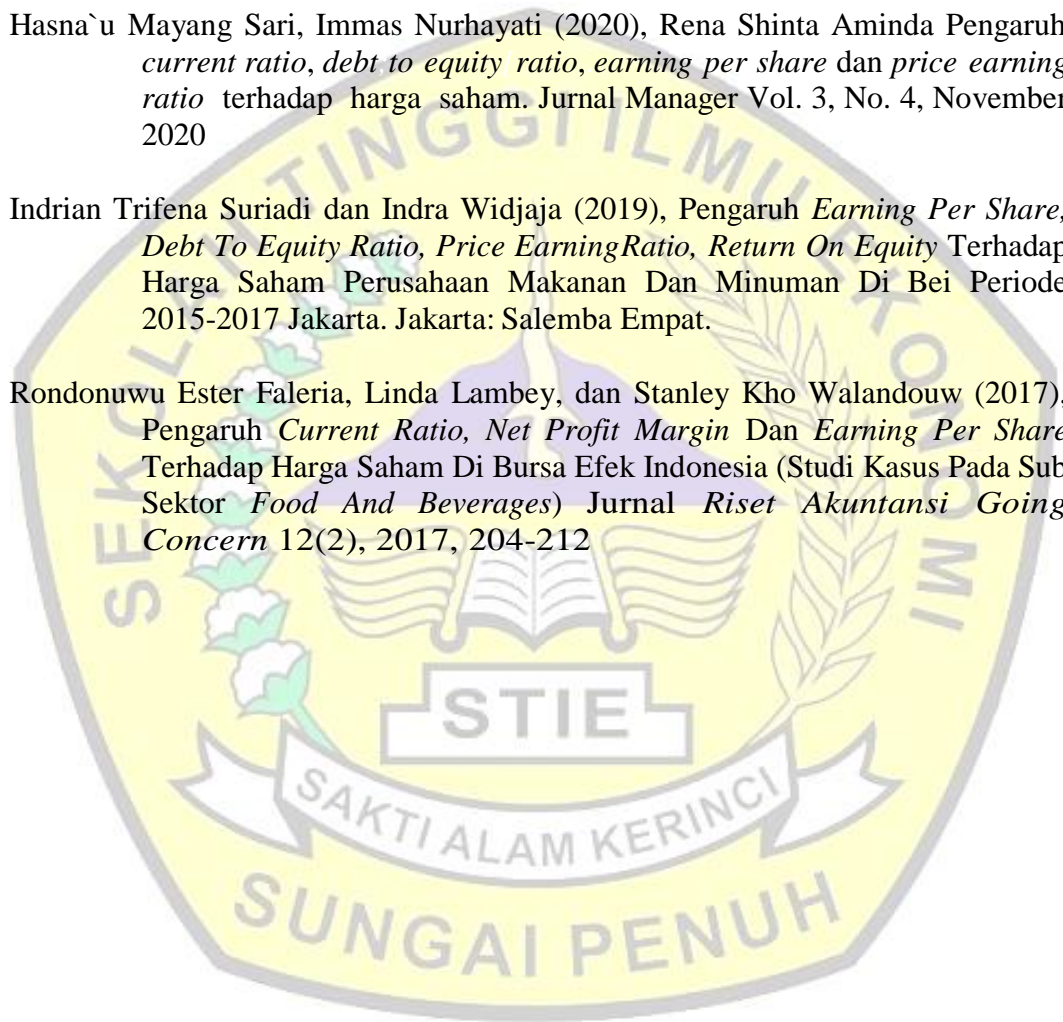 Hasna`u Mayang Sari, Immas Nurhayati (2020), Rena Shinta Aminda Pengaruh
current ratio, debt to equity ratio, earning per share dan price earning
ratio terhadap harga saham. Jurnal Manager Vol. 3, No. 4, November
2020
Indrian Trifena Suriadi dan Indra Widjaja (2019), Pengaruh Earning Per Share,
Debt To Equity Ratio, Price EarningRatio, Return On Equity Terhadap
Harga Saham Perusahaan Makanan Dan Minuman Di Bei Periode
2015-2017 Jakarta. Jakarta: Salemba Empat.
Rondonuwu Ester Faleria, Linda Lambey, dan Stanley Kho Walandouw (2017),
Pengaruh Current Ratio, Net Profit Margin Dan Earning Per Share
Terhadap Harga Saham Di Bursa Efek Indonesia (Studi Kasus Pada Sub
Sektor Food And Beverages) Jurnal Riset Akuntansi Going
Concern 12(2), 2017, 204-212
SEKOLAH TINGGI ILMU EKONOMI
STIE
SAKTI ALAM KERINCI
SUNGAI PENUH